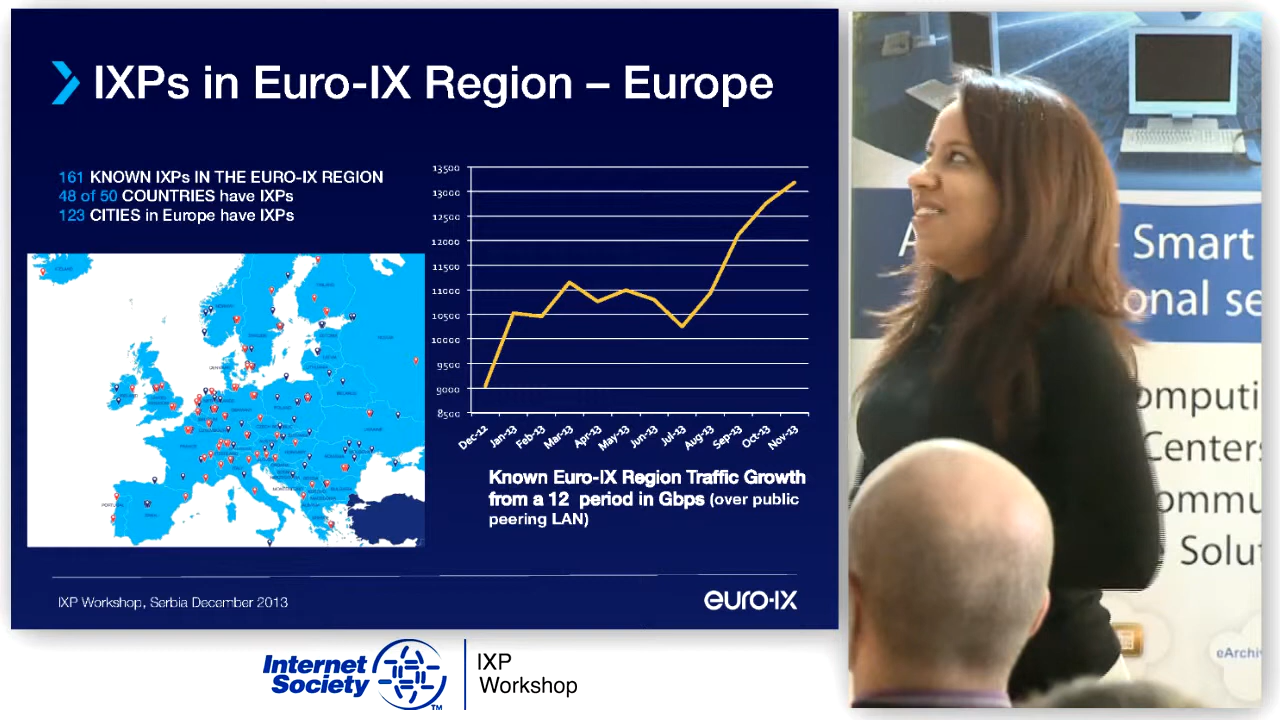 IXPs in Euro-IX Region – Europe
161 KNOWN IXPs IN THE EURO-IX REGION
48 of 50 COUNTRIES have IXPs
123 CITIES in Europe have IXPs
13500
13000
12500
12000
11500
11000
10500
10000
9500
9000
8500
Dec-12
Jan-13
Feb-13
Mar-13
Apr-13
May-13
Jun-13
Jul-13
Aug-13
Sep-13
Oct-13
Nov-13
Known Euro-IX Region Traffic Growth
from a 12 period in Gbps (over public
peering LAN)
IXP Workshop, Serbia December 2013
euro-ix
Internet
Society
TM
IXP
Workshop
Smart
onal se
omputi
Centers
ommu
Solut
eArchiv